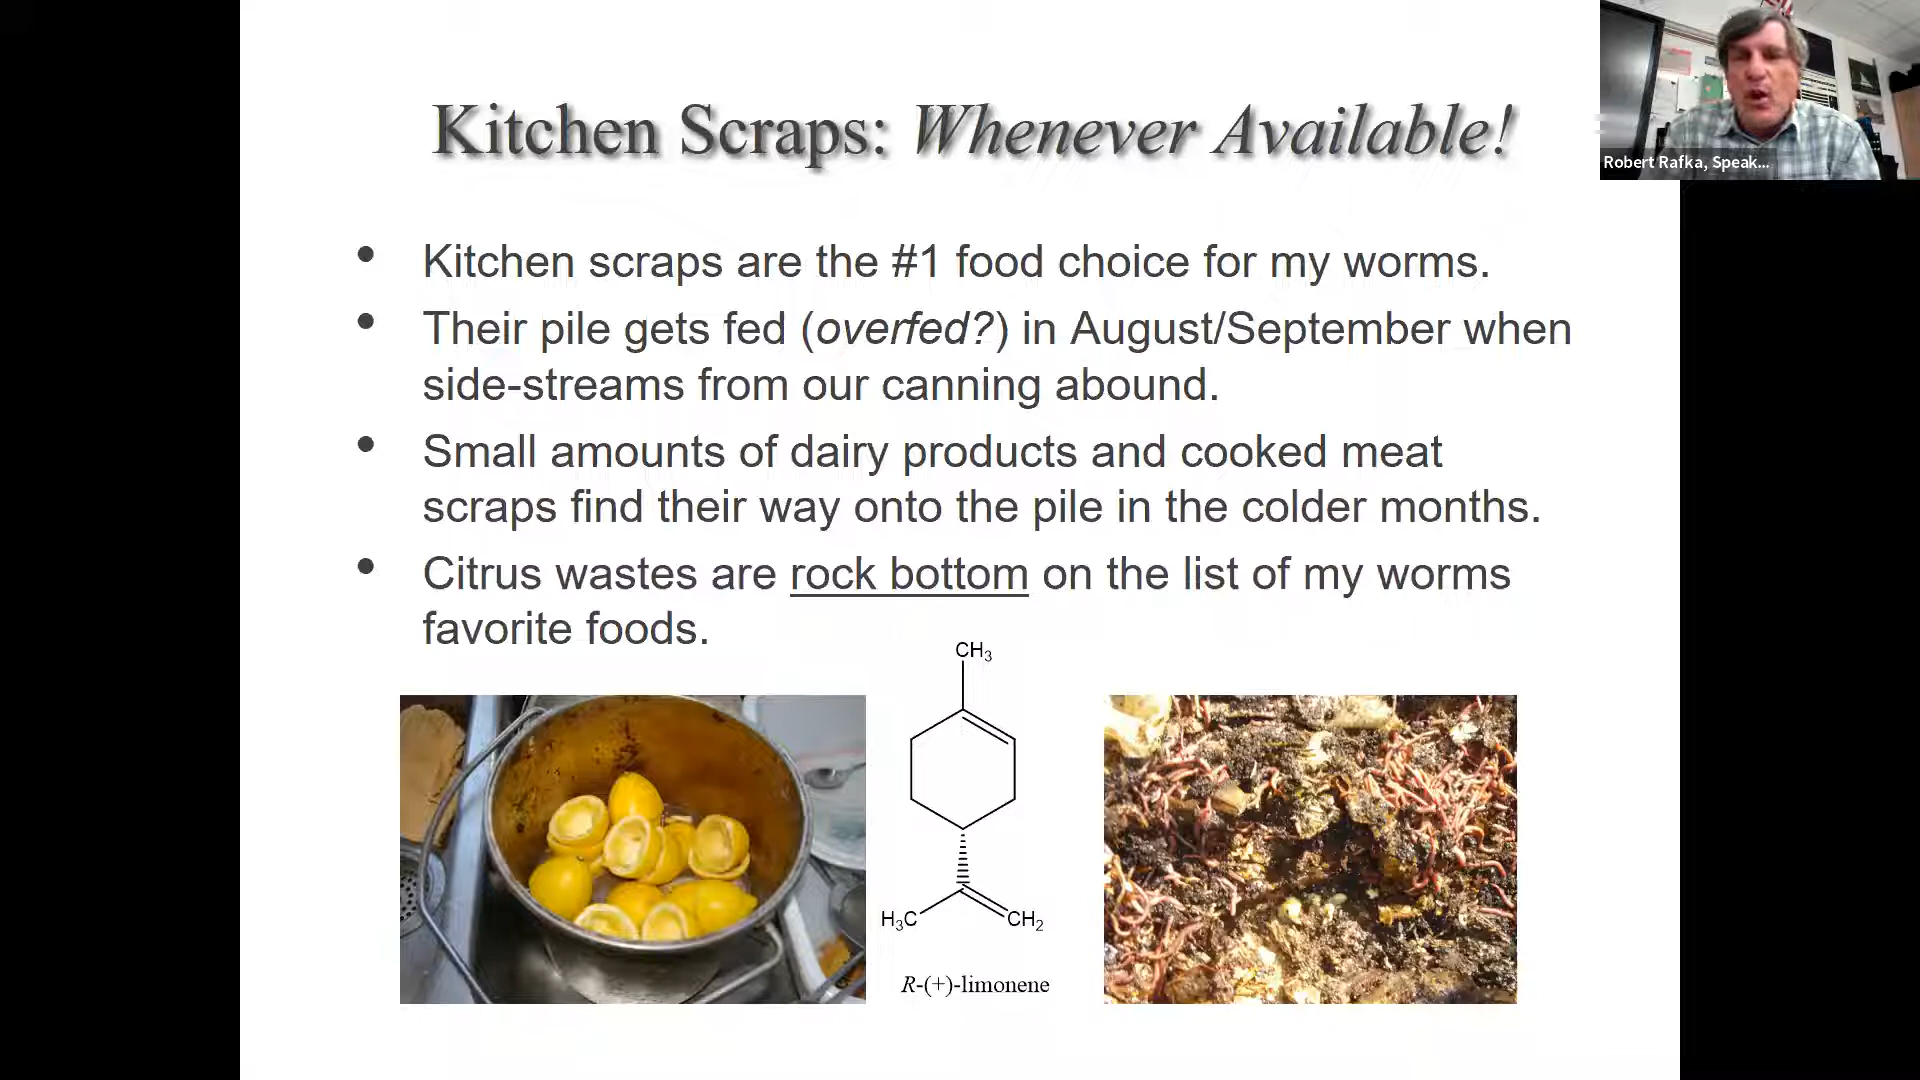 Kitchen Scraps: Whenever Available!
Robert Rafka, Speak...
• Kitchen scraps are the #1 food choice for my worms.
• Their pile gets fed (overfed?) in August/September when
side-streams from our canning abound.
• Small amounts of dairy products and cooked meat
scraps find their way onto the pile in the colder months.
• Citrus wastes are rock bottom on the list of my worms
favorite foods.
CH3
H3C
CH2
R-(+)-limonene